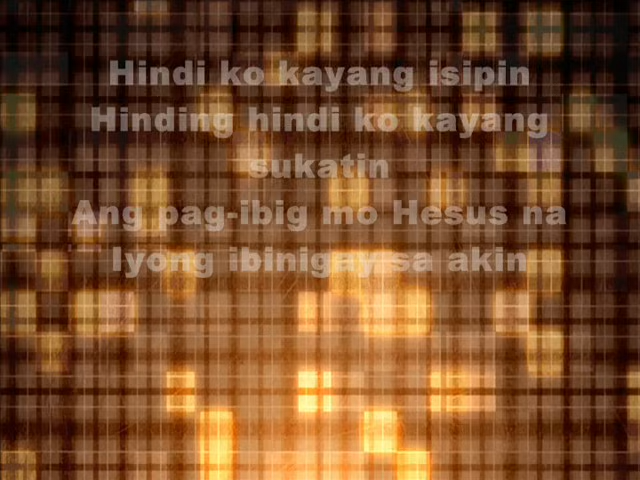 Hindi ko kayang isipin
Hinding hindi ko kayang
sukatin
Ang pag-ibig mo Hesus na
Iyong ibinigay sa akin